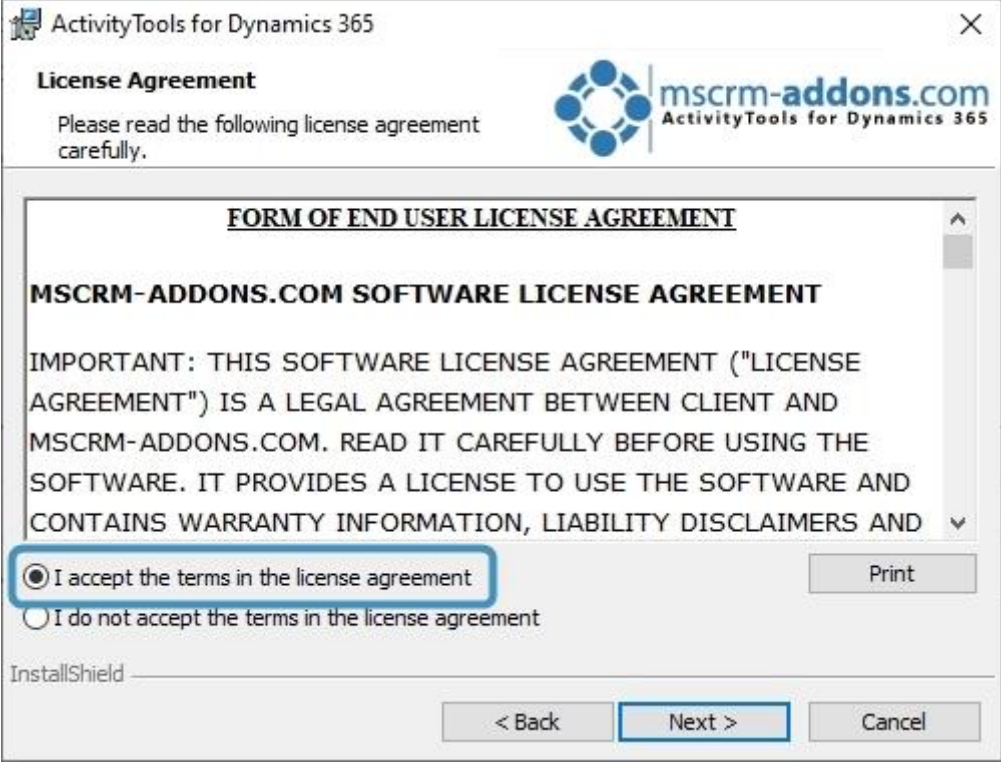 ActivityTools for Dynamics 365
License Agreement
Please read the following license agreement
carefully.
mscrm-addons.com
ActivityTools for Dynamics 365
FORM OF END USER LICENSE AGREEMENT
MSCRM-ADDONS.COM SOFTWARE LICENSE AGREEMENT
IMPORTANT: THIS SOFTWARE LICENSE AGREEMENT ("LICENSE
AGREEMENT") IS A LEGAL AGREEMENT BETWEEN CLIENT AND
MSCRM-ADDONS.COM. READ IT CAREFULLY BEFORE USING THE
SOFTWARE. IT PROVIDES A LICENSE TO USE THE SOFTWARE AND
CONTAINS WARRANTY INFORMATION, LIABILITY DISCLAIMERS AND
I accept the terms in the license agreement
Print
I do not accept the terms in the license agreement
InstallShield
< Back
Next >
Cancel